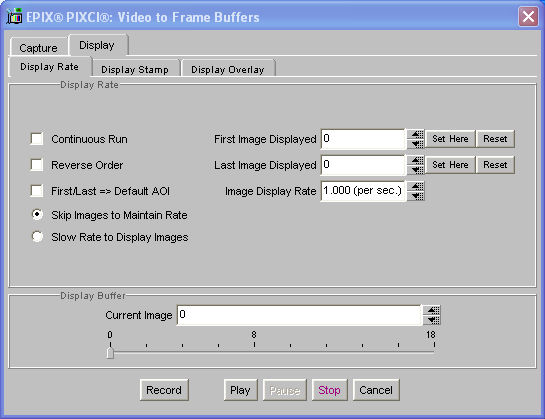 EPIX® PIXCI®: Video to Frame Buffers
Capture Display
Display Rate Display Stamp Display Overlay
Display Rate
Continuous Run First Image Displayed 0 Set Here Reset
Reverse Order Last Image Displayed 0 Set Here Reset
First/Last => Default AOI Image Display Rate 1.000 (per sec.)
Skip Images to Maintain Rate
Slow Rate to Display Images
Display Buffer
Current Image 0
0 8 18
Record Play Pause Stop Cancel